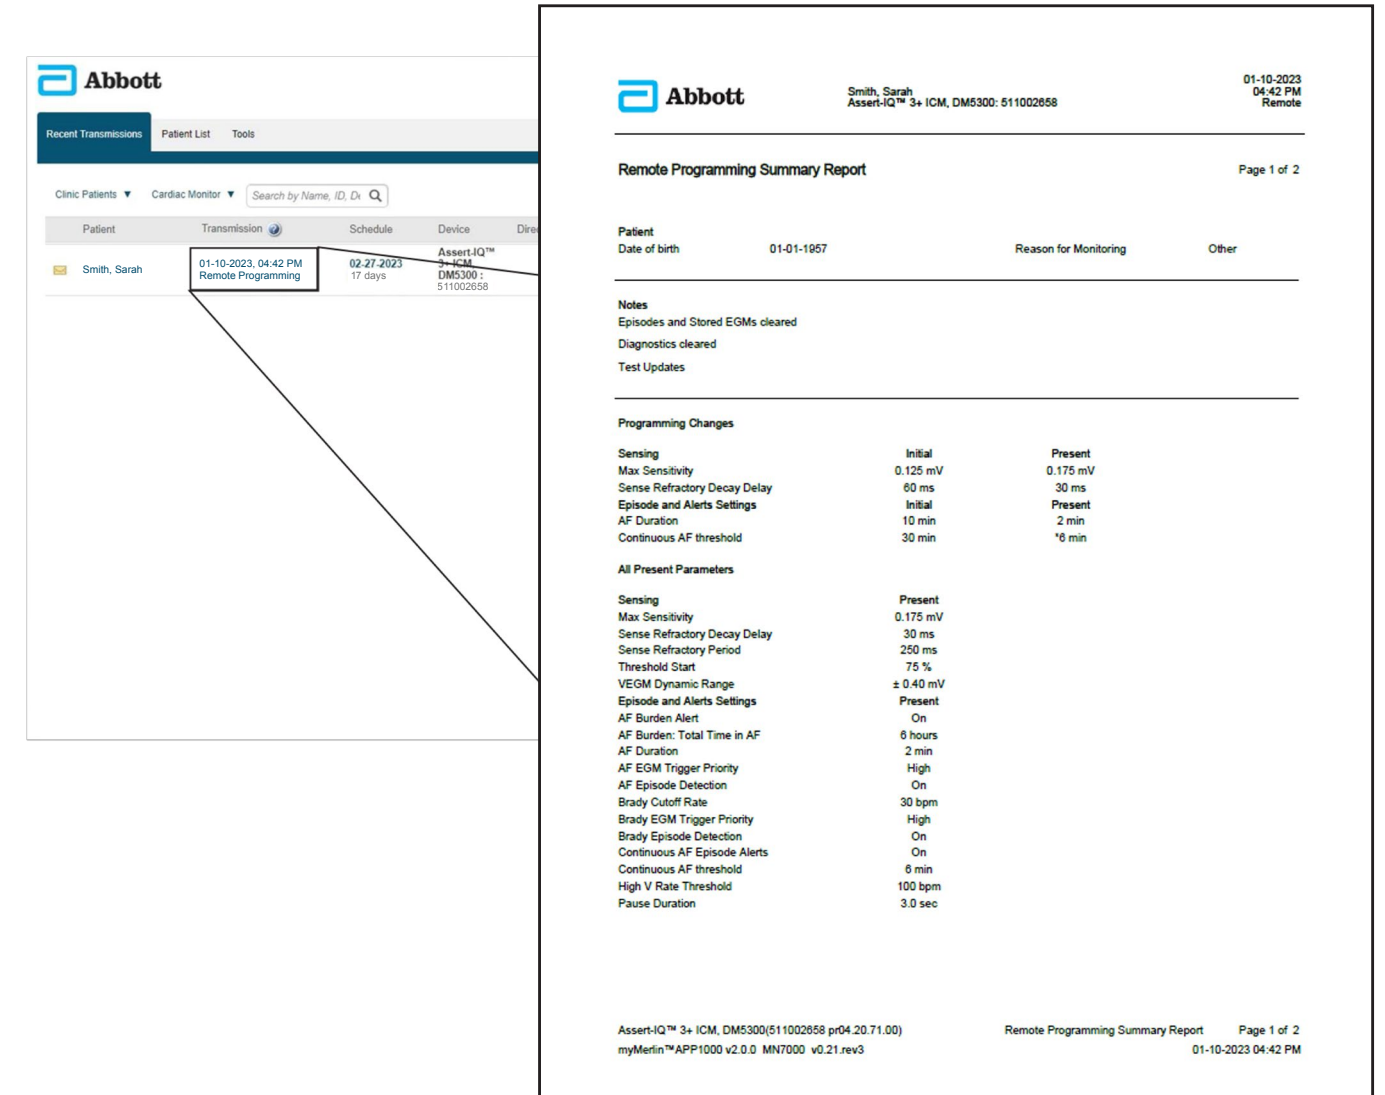 Abbott
Recent Transmissions Patient List Tools
Clinic Patients ▼ Cardiac Monitor ▼ Search by Name, ID, De
Patient Transmission Schedule Device
Smith, Sarah
01-10-2023, 04:42 PM
Remote Programming
02-27-2023
17 days
Assert-IQ™
3+ ICM,
DM5300 :
511002658
Abbott
Smith, Sarah
Assert-IQ™ 3+ ICM, DM5300: 511002658
01-10-2023
04:42 PM
Remote
Remote Programming Summary Report Page 1 of 2
Patient
Date of birth 01-01-1957 Reason for Monitoring Other
Notes
Episodes and Stored EGMs cleared
Diagnostics cleared
Test Updates
Programming Changes
Sensing Initial Present
Max Sensitivity 0.125 mV 0.175 mV
Sense Refractory Decay Delay 60 ms 30 ms
Episode and Alerts Settings Initial Present
AF Duration 10 min 2 min
Continuous AF threshold 30 min *6 min
All Present Parameters
Sensing Present
Max Sensitivity 0.175 mV
Sense Refractory Decay Delay 30 ms
Sense Refractory Period 250 ms
Threshold Start 75 %
VEGM Dynamic Range ± 0.40 mV
Episode and Alerts Settings Present
AF Burden Alert On
AF Burden: Total Time in AF 6 hours
AF Duration 2 min
AF EGM Trigger Priority High
AF Episode Detection On
Brady Cutoff Rate 30 bpm
Brady EGM Trigger Priority High
Brady Episode Detection On
Continuous AF Episode Alerts On
Continuous AF threshold 6 min
High V Rate Threshold 100 bpm
Pause Duration 3.0 sec
Assert-IQ™ 3+ ICM, DM5300(511002658 pr04.20.71.00) Remote Programming Summary Report Page 1 of 2
myMerlin™APP1000 v2.0.0 MN7000 v0.21.rev3 01-10-2023 04:42 PM